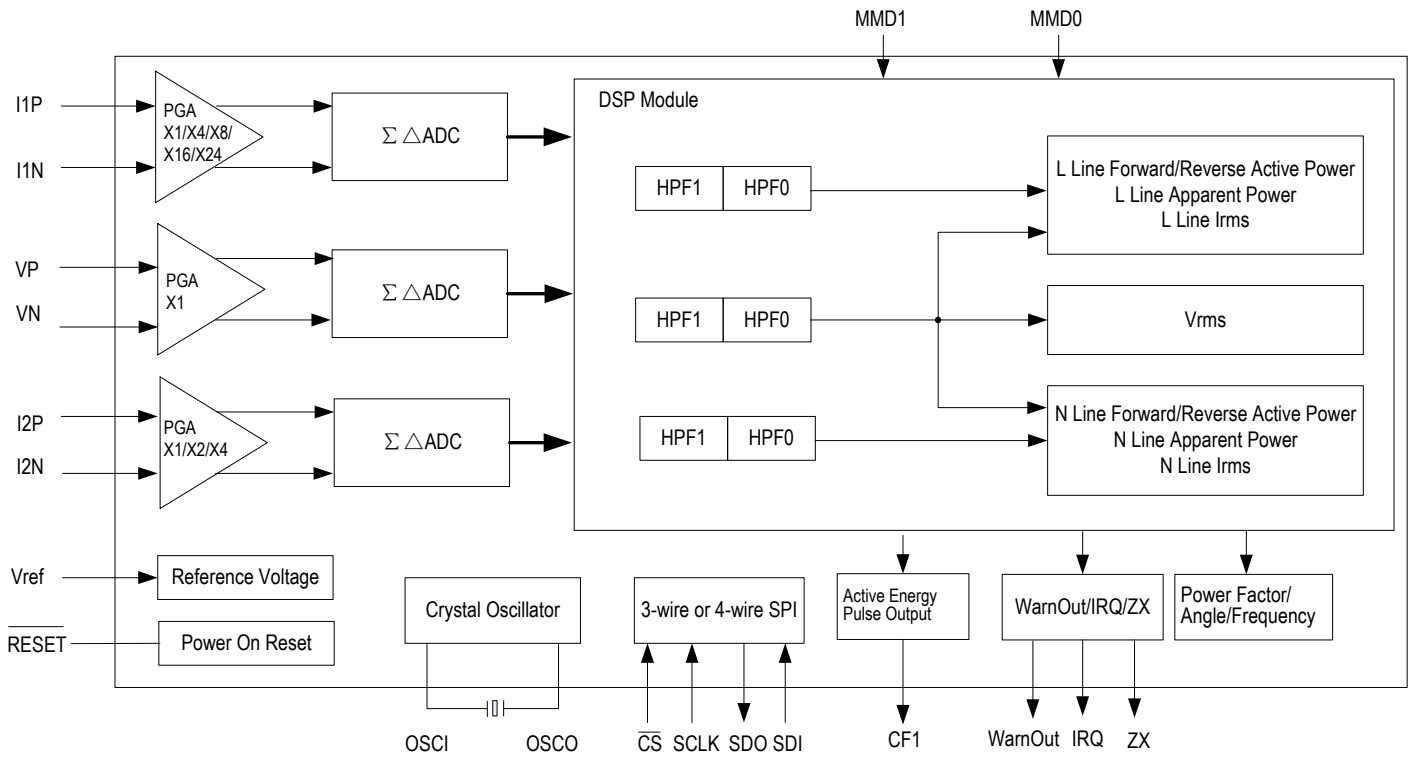 MMD1
MMD0
I1P
I1N
PGA
X1/X4/X8/
X16/X24
Σ △ADC
DSP Module
HPF1
HPF0
L Line Forward/Reverse Active Power
L Line Apparent Power
L Line Irms
VP
VN
PGA
X1
Σ △ADC
HPF1
HPF0
Vrms
I2P
I2N
PGA
X1/X2/X4
Σ △ADC
HPF1
HPF0
N Line Forward/Reverse Active Power
N Line Apparent Power
N Line Irms
Vref
Reference Voltage
RESET
Power On Reset
Crystal Oscillator
3-wire or 4-wire SPI
Active Energy
Pulse Output
WarnOut/IRQ/ZX
Power Factor/
Angle/Frequency
OSCI
OSCO
CS
SCLK
SDO
SDI
CF1
WarnOut
IRQ
ZX